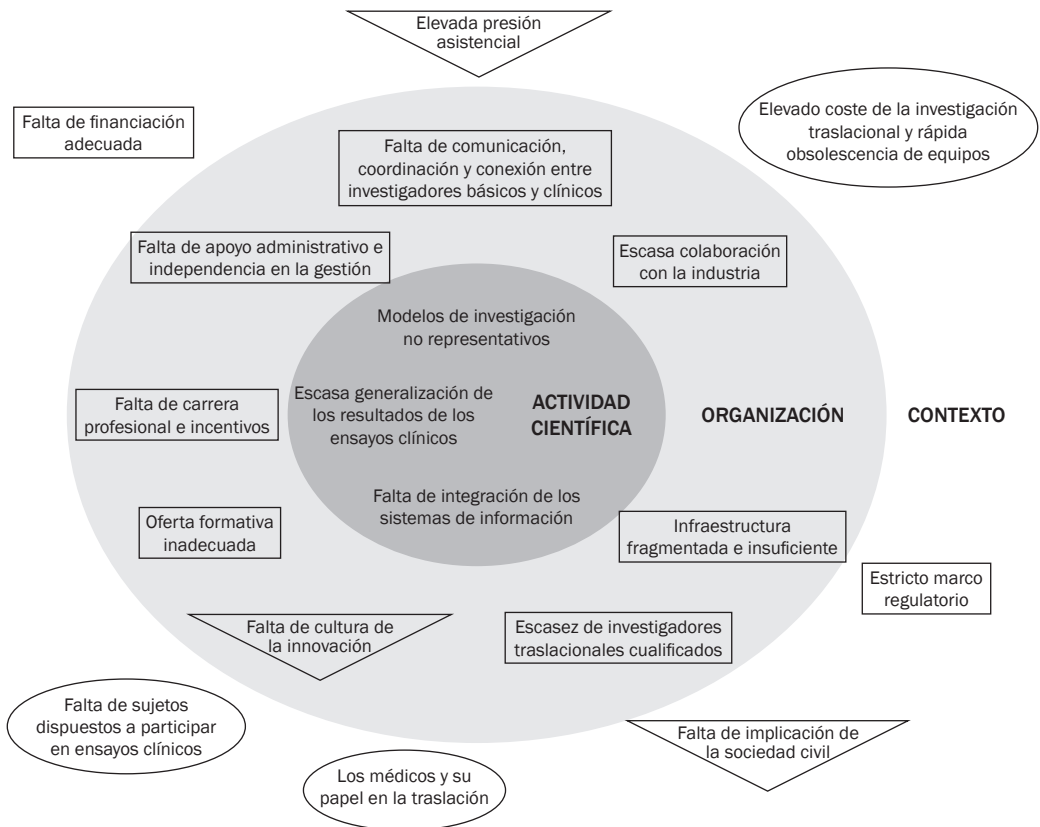 Elevada presión
asistencial
Falta de financiación
adecuada
Elevado coste de la investigación
traslacional y rápida
obsolescencia de equipos
Falta de comunicación,
coordinación y conexión entre
investigadores básicos y clínicos
Falta de apoyo administrativo e
independencia en la gestión
Escasa colaboración
con la industria
Modelos de investigación
no representativos
Falta de carrera
profesional e incentivos
Escasa generalización de
los resultados de los
ensayos clínicos
ACTIVIDAD
CIENTÍFICA
ORGANIZACIÓN
CONTEXTO
Falta de integración de los
sistemas de información
Oferta formativa
inadecuada
Infraestructura
fragmentada e insuficiente
Estricto marco
regulatorio
Falta de cultura de
la innovación
Escasez de investigadores
traslacionales cualificados
Falta de sujetos
dispuestos a participar
en ensayos clínicos
Falta de implicación de
la sociedad civil
Los médicos y su
papel en la traslación